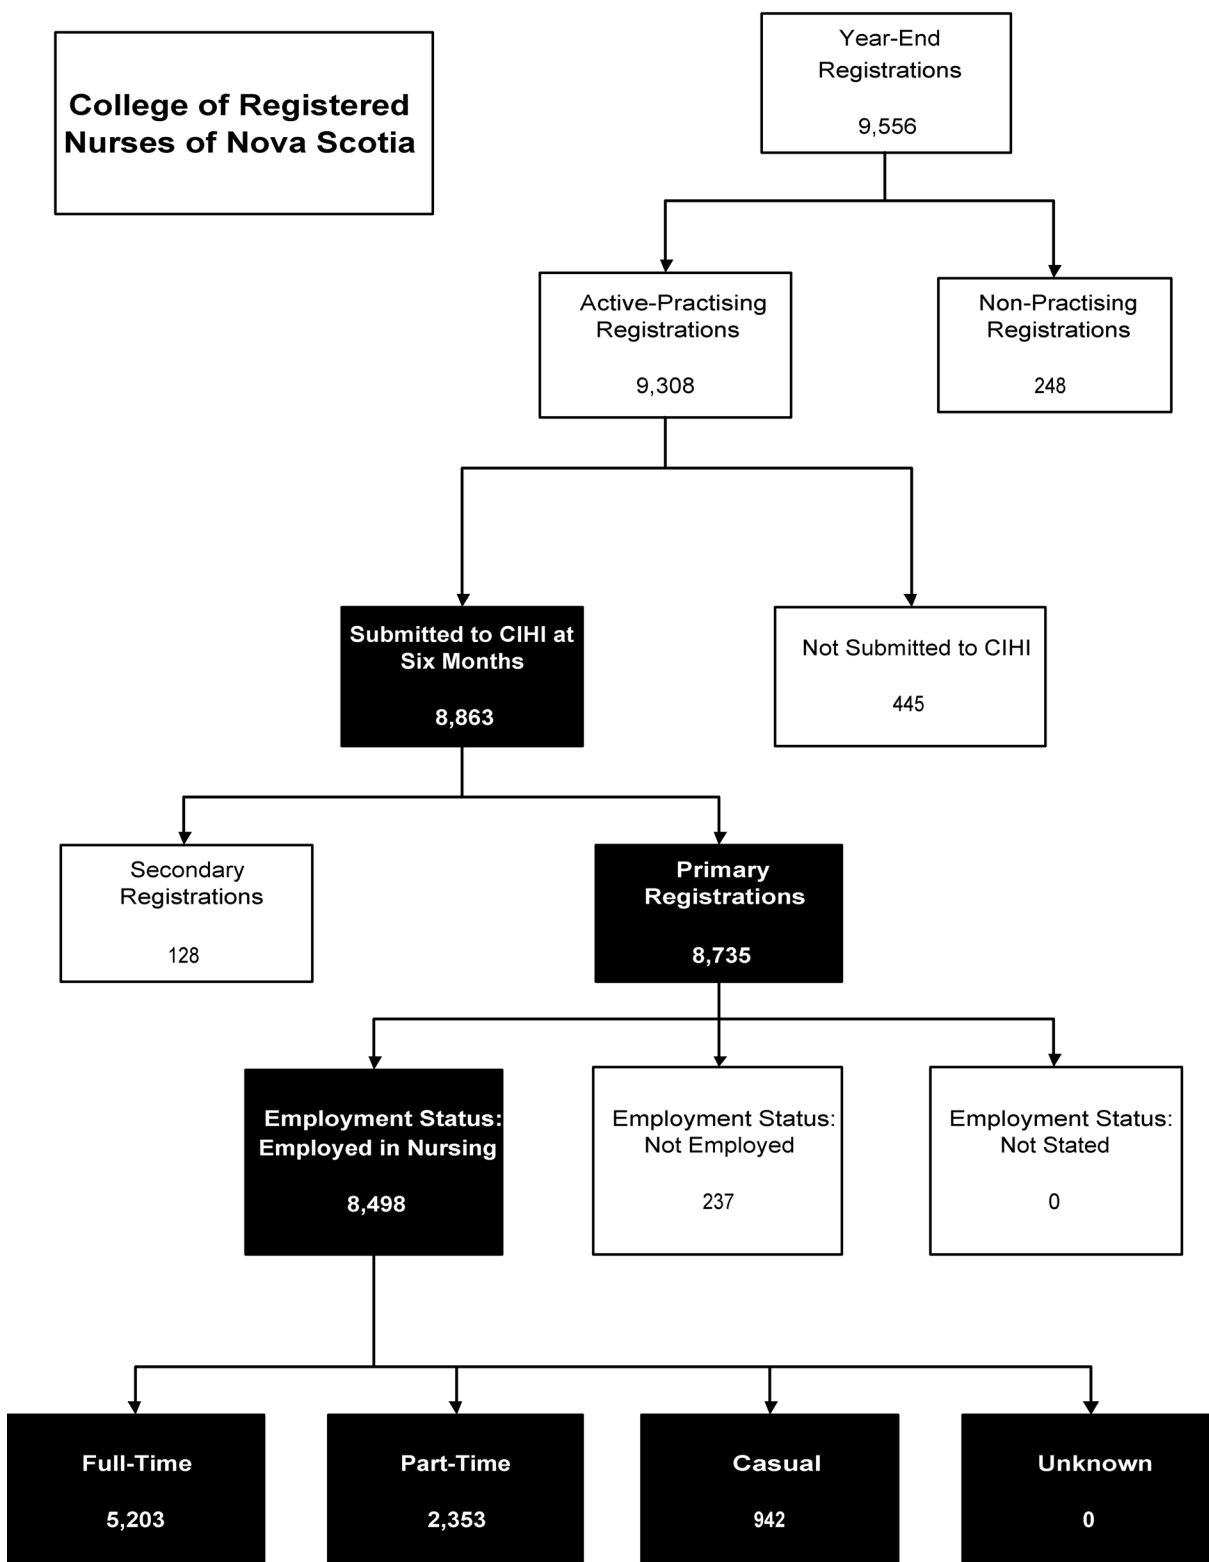 College of Registered
Nurses of Nova Scotia
Year-End
Registrations
9,556
Active-Practising
Registrations
9,308
Non-Practising
Registrations
248
Submitted to CIHI at
Six Months
8,863
Not Submitted to CIHI
445
Secondary
Registrations
128
Primary
Registrations
8,735
Employment Status:
Employed in Nursing
8,498
Employment Status:
Not Employed
237
Employment Status:
Not Stated
0
Full-Time
5,203
Part-Time
2,353
Casual
942
Unknown
0